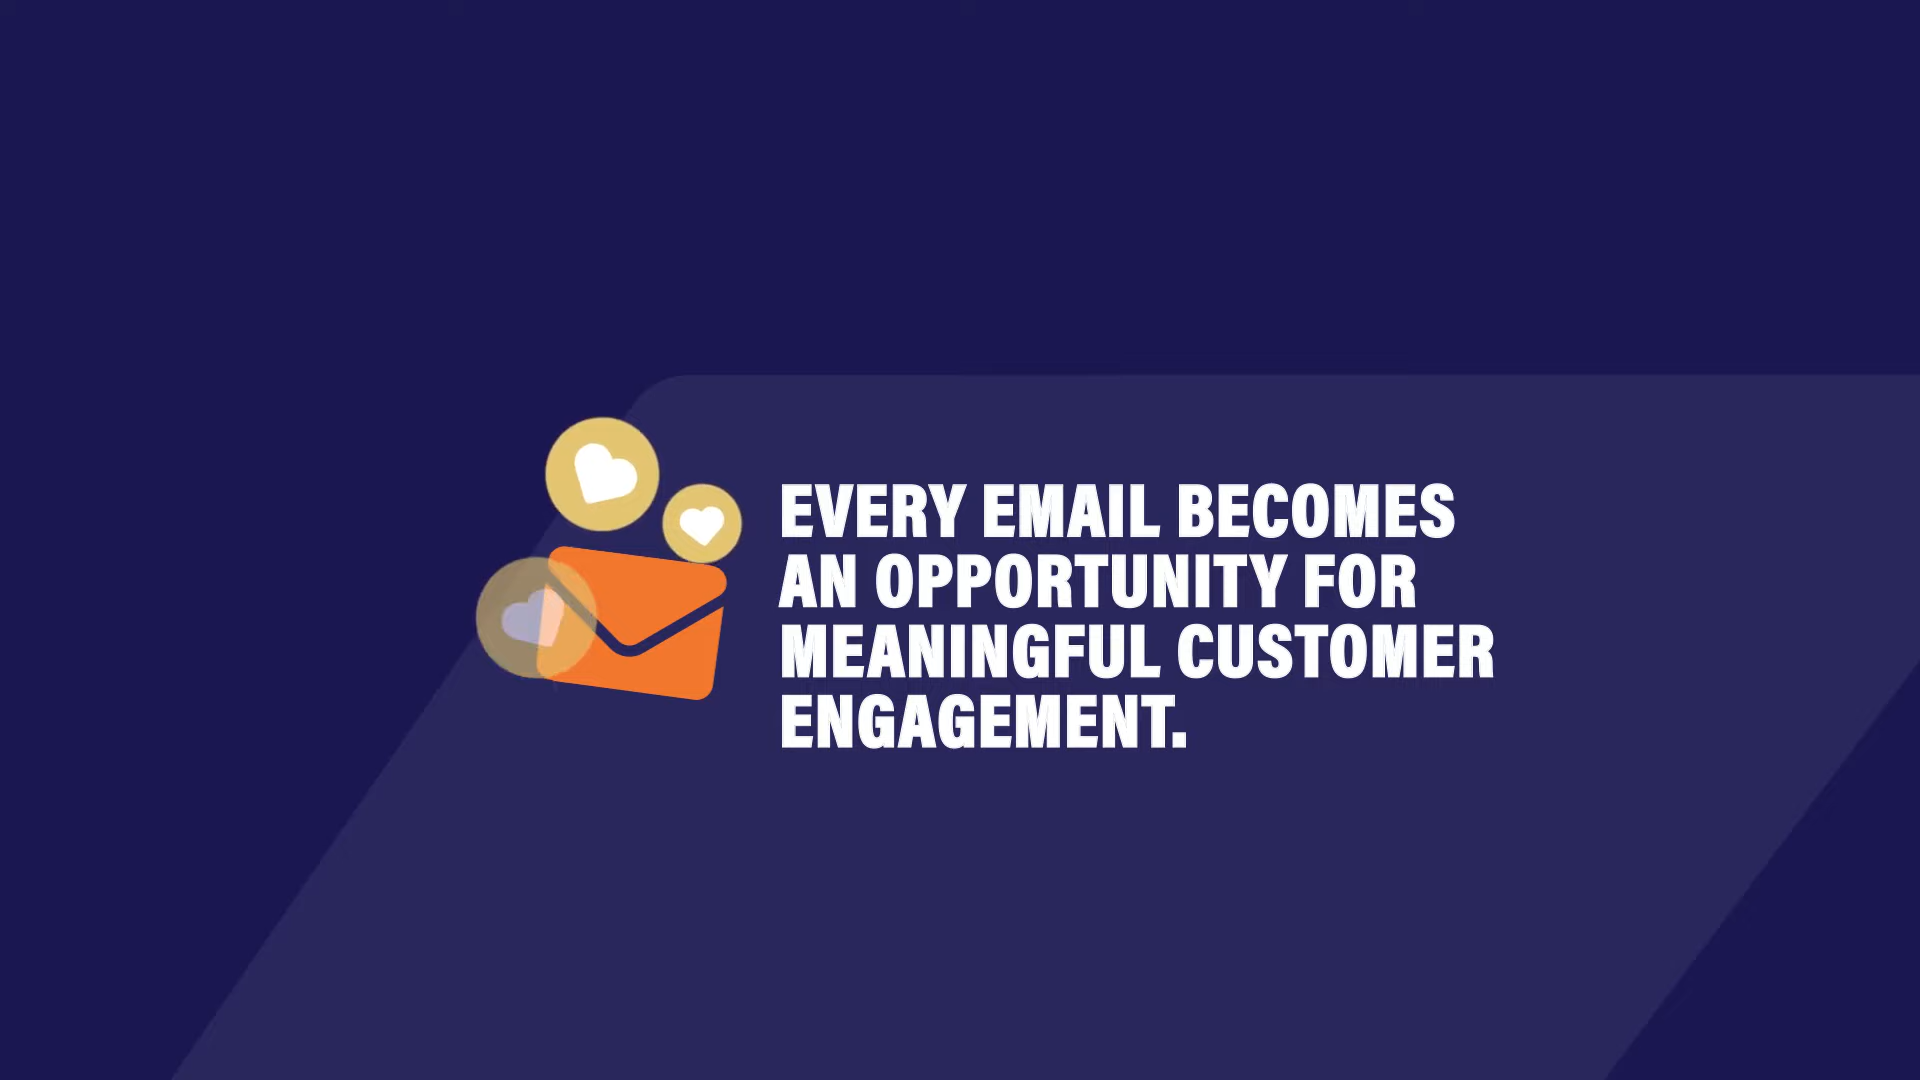 EVERY EMAIL BECOMES
AN OPPORTUNITY FOR
MEANINGFUL CUSTOMER
ENGAGEMENT.